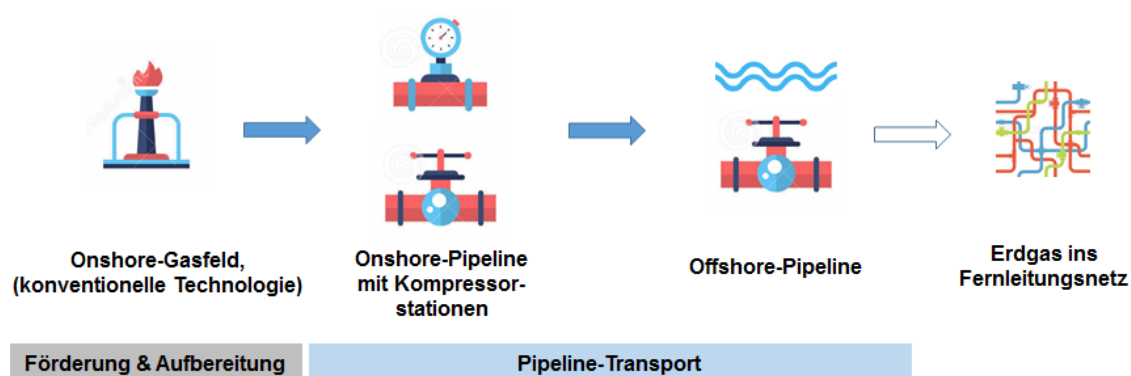 Onshore-Gasfeld,
(konventionelle Technologie)
Onshore-Pipeline
mit Kompressor-
stationen
Offshore-Pipeline
Erdgas ins
Fernleitungsnetz
Förderung & Aufbereitung
Pipeline-Transport